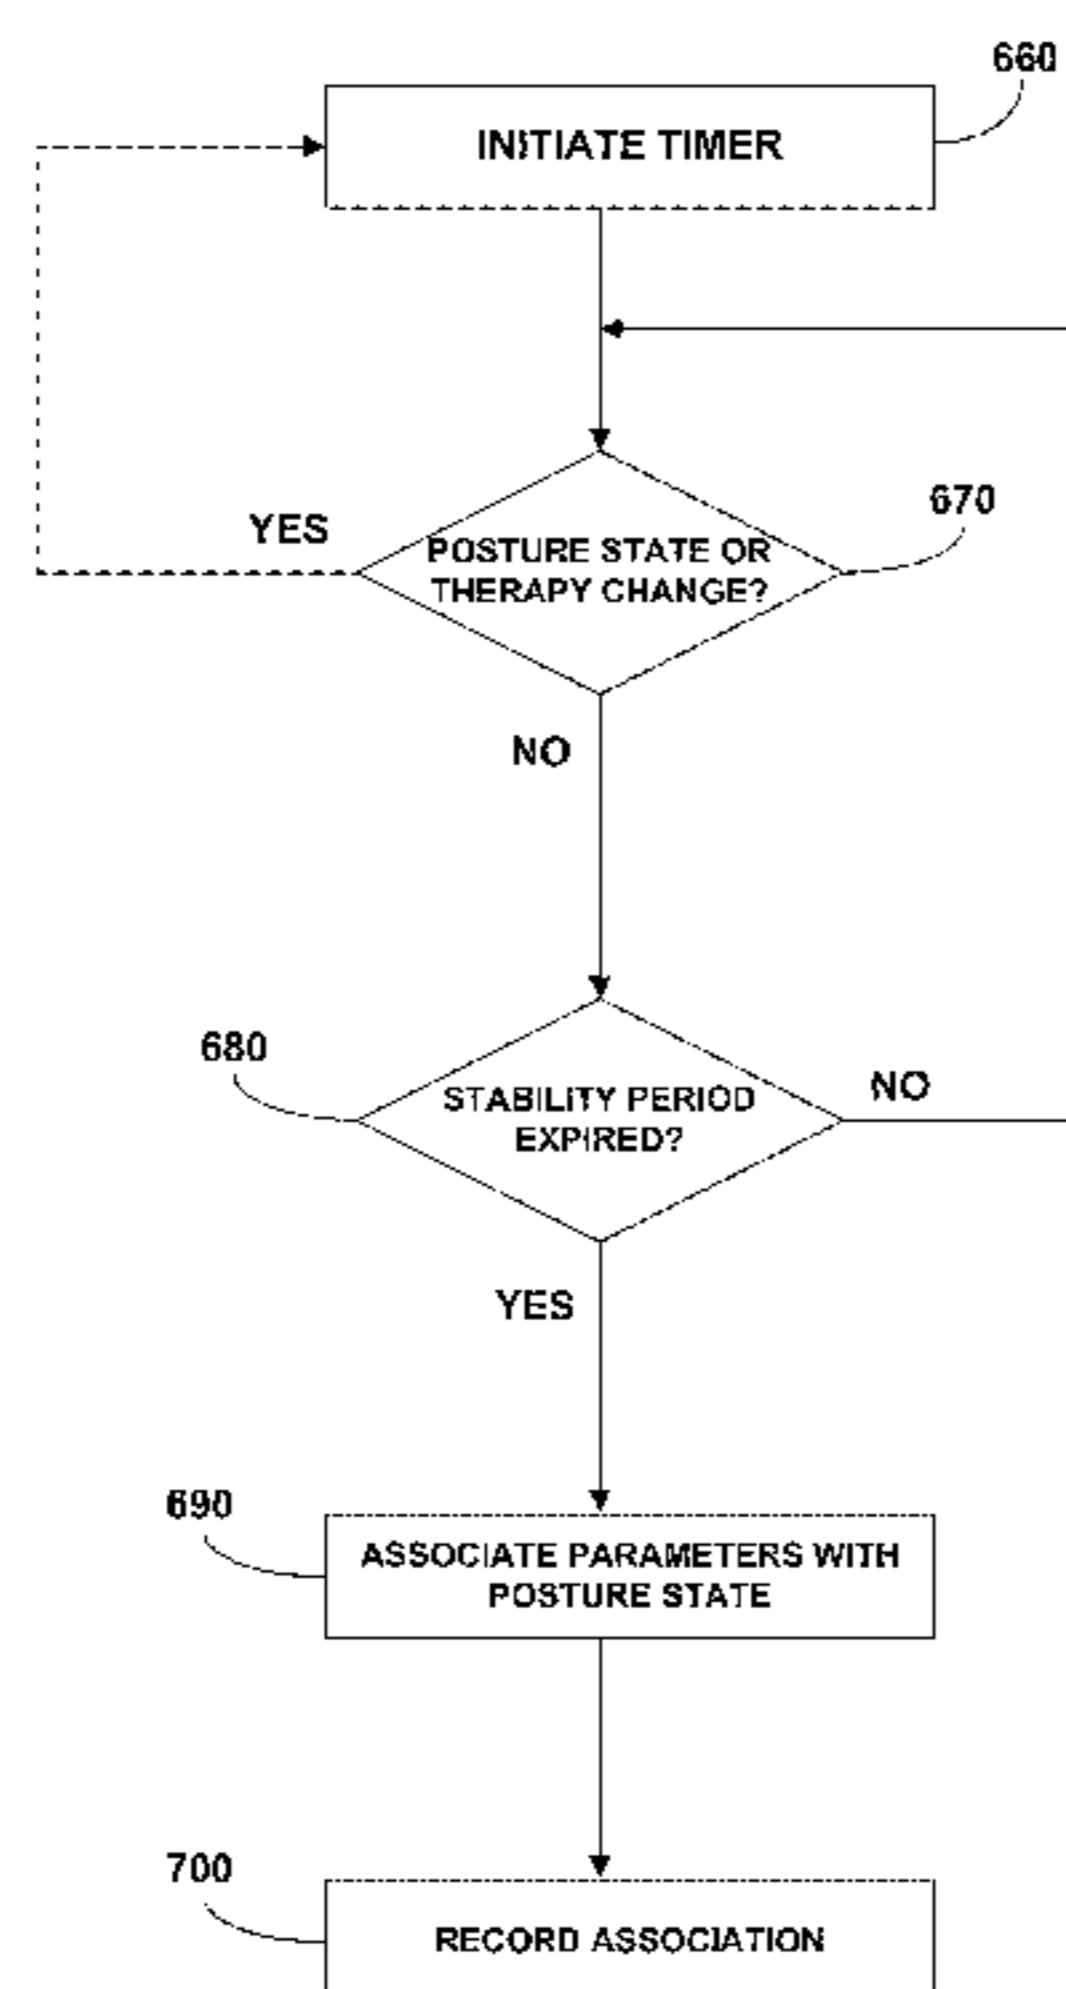 660
INITIATE TIMER
YES
POSTURE STATE OR
THERAPY CHANGE?
670
NO
680
STABILITY PERIOD
EXPIRED?
NO
YES
690
ASSOCIATE PARAMETERS WITH
POSTURE STATE
700
RECORD ASSOCIATION